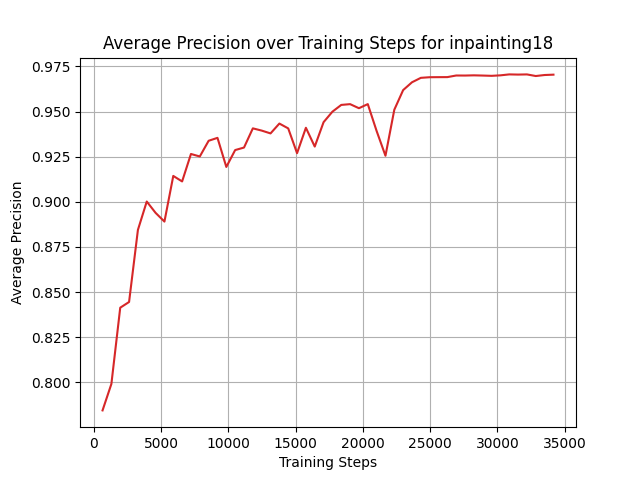 Average Precision over Training Steps for inpainting18
0.975
0.950
0.925
0.900
0.875
0.850
0.825
0.800
Average Precision
0 5000 10000 15000 20000 25000 30000 35000
Training Steps